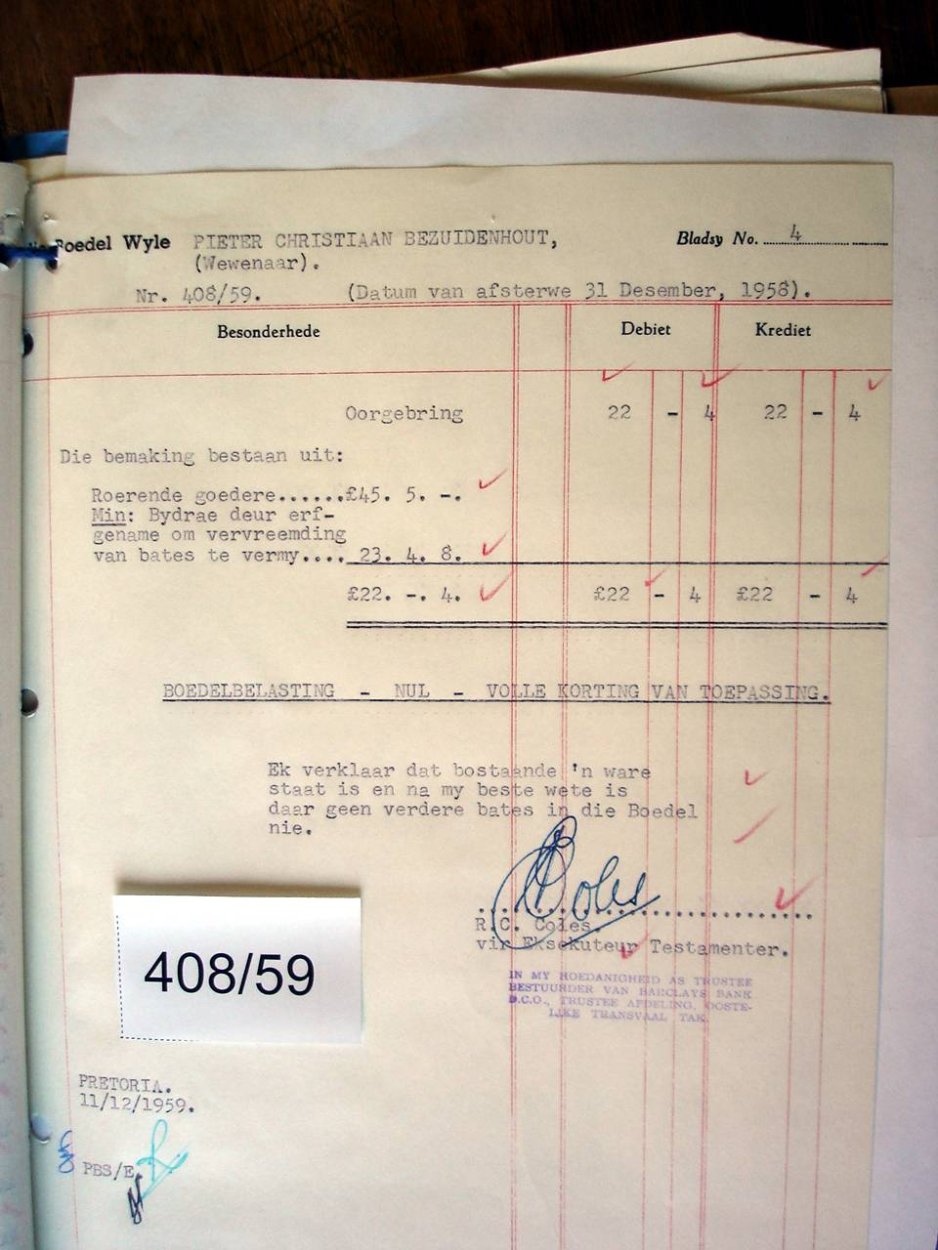 Boedel Wyle PIETER CHRISTIAAN BEZUIDENHOUT, Bladsy No. 4
(Wewenaar).
Nr. 408/59. (Datum van afsterwe 31 Desember, 1958).
Besonderhede Debiet Krediet
Oorgebring 22 - 4 22 - 4
Die bemaking bestaan uit:
Roerende goedere......£45. 5. -.
Min: Bydrae deur erf-
gename om vervreemding
van bates te vermy.... 23. 4. 8.
£22. -. 4. £22 - 4 £22 - 4
BOEDELBELASTING - NUL - VOLLE KORTING VAN TOEPASSING.
Ek verklaar dat bostaande 'n ware
staat is en na my beste wete is
daar geen verdere bates in die Boedel
nie.
Coles
R.C. Coles.
vir Eksekuteur Testamenter.
IN MY HOEDANIGHEID AS TRUSTEE
BESTUURDER VAN BARCLAYS BANK
D.C.O., TRUSTEE AFDELING, OOSTE-
LIKE TRANSVAAL TAK.
408/59
PRETORIA.
11/12/1959.
PBS/E